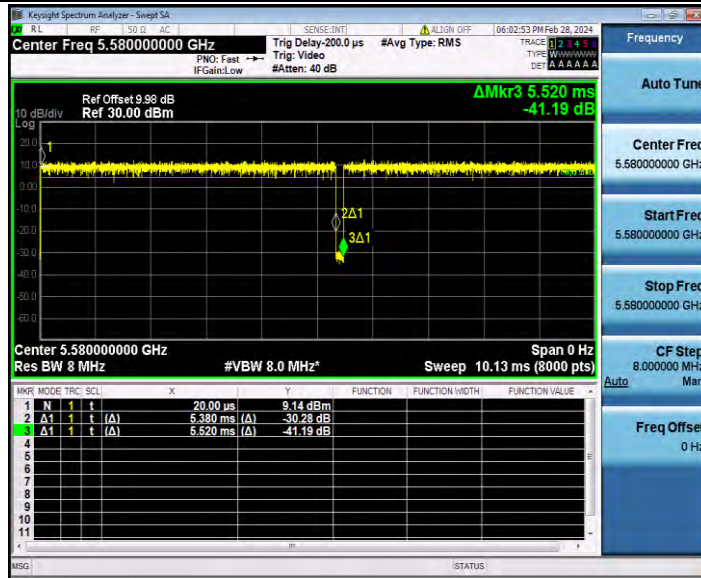 Keysight Spectrum Analyzer - Swept SA
RL RF 50 Ω AC SENSE:INT ALIGN OFF 06:02:53 PM Feb 28, 2024
Center Freq 5.580000000 GHz
PNO: Fast
IFGain:Low
Trig Delay-200.0 µs
Trig: Video
#Atten: 40 dB
#Avg Type: RMS
TRACE 1 2 3 4 5 6
TYPE WWWWWW
DET A A A A A A
ΔMkr3 5.520 ms
-41.19 dB
Ref Offset 9.98 dB
10 dB/div Ref 30.00 dBm
Log
20.0
10.0
0.00
-10.0
-20.0
-30.0
-40.0
-50.0
-60.0
1
2Δ1
3Δ1
Center 5.580000000 GHz Span 0 Hz
Res BW 8 MHz #VBW 8.0 MHz* Sweep 10.13 ms (8000 pts)
MKR MODE TRC SCL X Y FUNCTION FUNCTION WIDTH FUNCTION VALUE
1 N 1 t 20.00 µs 9.14 dBm
2 Δ1 1 t (Δ) 5.380 ms (Δ) -30.28 dB
3 Δ1 1 t (Δ) 5.520 ms (Δ) -41.19 dB
4
5
6
7
8
9
10
11
MSG STATUS
Frequency
Auto Tune
Center Freq
5.580000000 GHz
Start Freq
5.580000000 GHz
Stop Freq
5.580000000 GHz
CF Step
8.000000 MHz
Auto Man
Freq Offset
0 Hz